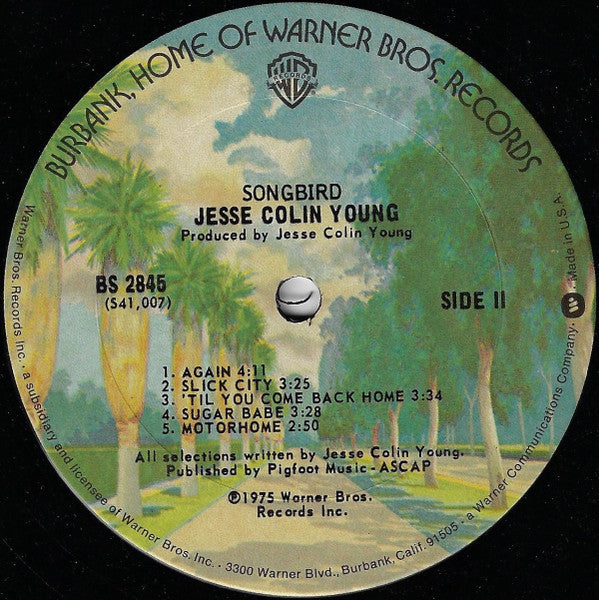 BURBANK, HOME OF WARNER BROS. RECORDS
WB
RECORDS
SONGBIRD
JESSE COLIN YOUNG
Produced by Jesse Colin Young
BS 2845
(S41,007)
SIDE II
1. AGAIN 4:11
2. SLICK CITY 3:25
3. 'TIL YOU COME BACK HOME 3:34
4. SUGAR BABE 3:28
5. MOTORHOME 2:50
All selections written by Jesse Colin Young.
Published by Pigfoot Music - ASCAP
℗1975 Warner Bros.
Records Inc.
Warner Bros. Records Inc. • a subsidiary and licensee of Warner Bros. Inc. • 3300 Warner Blvd., Burbank, Calif. 91505 • a Warner Communications Company. • Made in U.S.A.